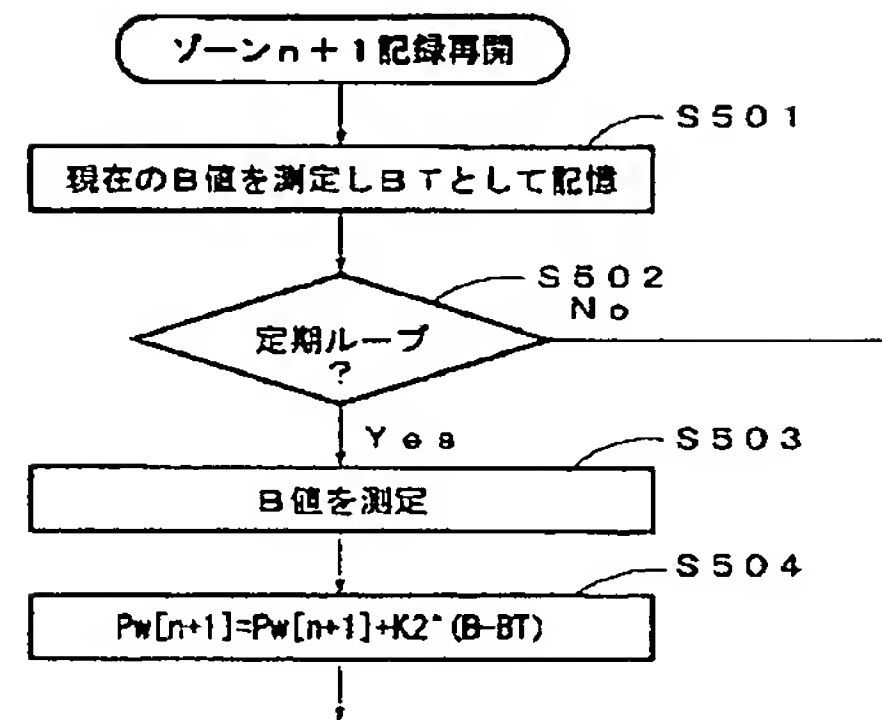 ゾーンn+1記録再開
S501
現在のB値を測定しBTとして記憶
S502
No
定期ループ
?
Yes
S503
B値を測定
S504
Pw[n+1]=Pw[n+1]+K2*(B-BT)